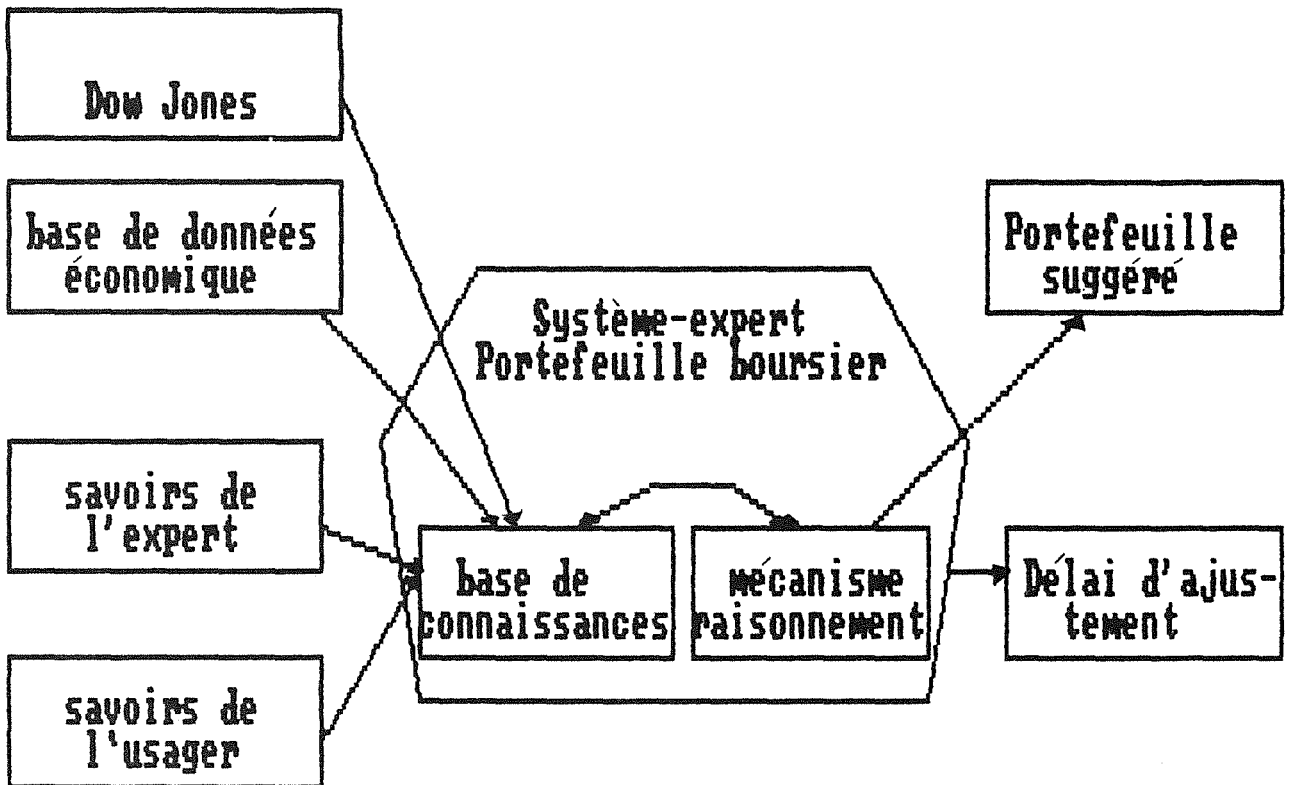 Dow Jones
base de données
économique
savoirs de
l'expert
savoirs de
l'usager
Système-expert
Portefeuille boursier
base de
connaissances
mécanisme
raisonnement
Portefeuille
suggéré
Délai d'ajus-
tement